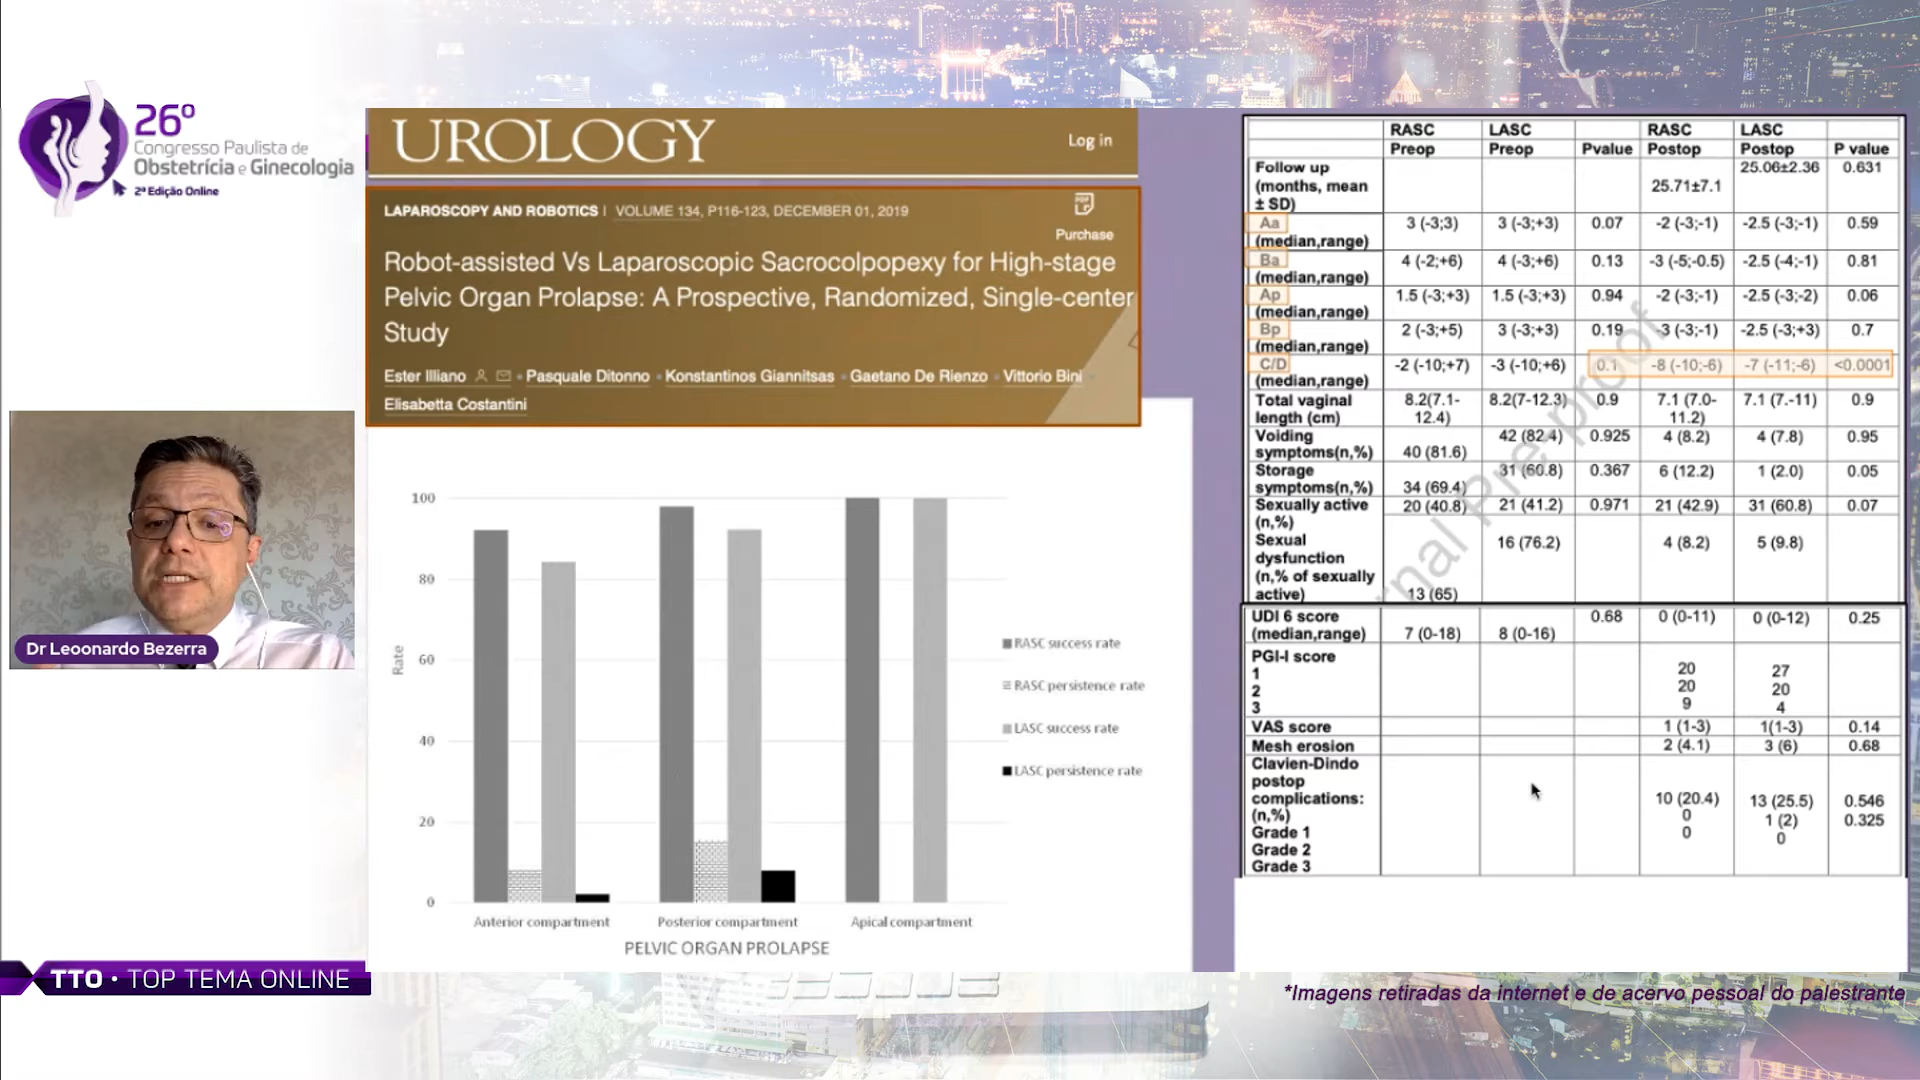 26º
Congresso Paulista de
Obstetrícia e Ginecologia
2ª Edição Online
Dr Leoonardo Bezerra
TTO • TOP TEMA ONLINE
UROLOGY
Log in
LAPAROSCOPY AND ROBOTICS | VOLUME 134, P116-123, DECEMBER 01, 2019
PDF
Purchase
Robot-assisted Vs Laparoscopic Sacrocolpopexy for High-stage
Pelvic Organ Prolapse: A Prospective, Randomized, Single-center
Study
Ester Illiano • Pasquale Ditonno • Konstantinos Giannitsas • Gaetano De Rienzo • Vittorio Bini •
Elisabetta Costantini
100
80
60
40
20
0
Rate
Anterior compartment Posterior compartment Apical compartment
PELVIC ORGAN PROLAPSE
RASC success rate
RASC persistence rate
LASC success rate
LASC persistence rate
RASC LASC RASC LASC
Preop Preop Pvalue Postop Postop P value
Follow up 25.06±2.36 0.631
(months, mean 25.71±7.1
± SD)
Aa 3 (-3;3) 3 (-3;+3) 0.07 -2 (-3;-1) -2.5 (-3;-1) 0.59
(median,range)
Ba 4 (-2;+6) 4 (-3;+6) 0.13 -3 (-5;-0.5) -2.5 (-4;-1) 0.81
(median,range)
Ap 1.5 (-3;+3) 1.5 (-3;+3) 0.94 -2 (-3;-1) -2.5 (-3;-2) 0.06
(median,range)
Bp 2 (-3;+5) 3 (-3;+3) 0.19 -3 (-3;-1) -2.5 (-3;+3) 0.7
(median,range)
C/D -2 (-10;+7) -3 (-10;+6) 0.1 -8 (-10;-6) -7 (-11;-6) <0.0001
(median,range)
Total vaginal 8.2(7.1- 8.2(7-12.3) 0.9 7.1 (7.0- 7.1 (7.-11) 0.9
length (cm) 12.4) 11.2)
Voiding 42 (82.4) 0.925 4 (8.2) 4 (7.8) 0.95
symptoms(n,%) 40 (81.6)
Storage 31 (60.8) 0.367 6 (12.2) 1 (2.0) 0.05
symptoms(n,%) 34 (69.4)
Sexually active 20 (40.8) 21 (41.2) 0.971 21 (42.9) 31 (60.8) 0.07
(n,%)
Sexual 16 (76.2) 4 (8.2) 5 (9.8)
dysfunction
(n,% of sexually
active) 13 (65)
UDI 6 score 0.68 0 (0-11) 0 (0-12) 0.25
(median,range) 7 (0-18) 8 (0-16)
PGI-I score
1 20 27
2 20 20
3 9 4
VAS score 1 (1-3) 1(1-3) 0.14
Mesh erosion 2 (4.1) 3 (6) 0.68
Clavien-Dindo
postop
complications: 10 (20.4) 13 (25.5) 0.546
(n,%) 0 1 (2) 0.325
Grade 1 0 0
Grade 2
Grade 3
rnal Pre-proof
*Imagens retiradas da internet e de acervo pessoal do palestrante